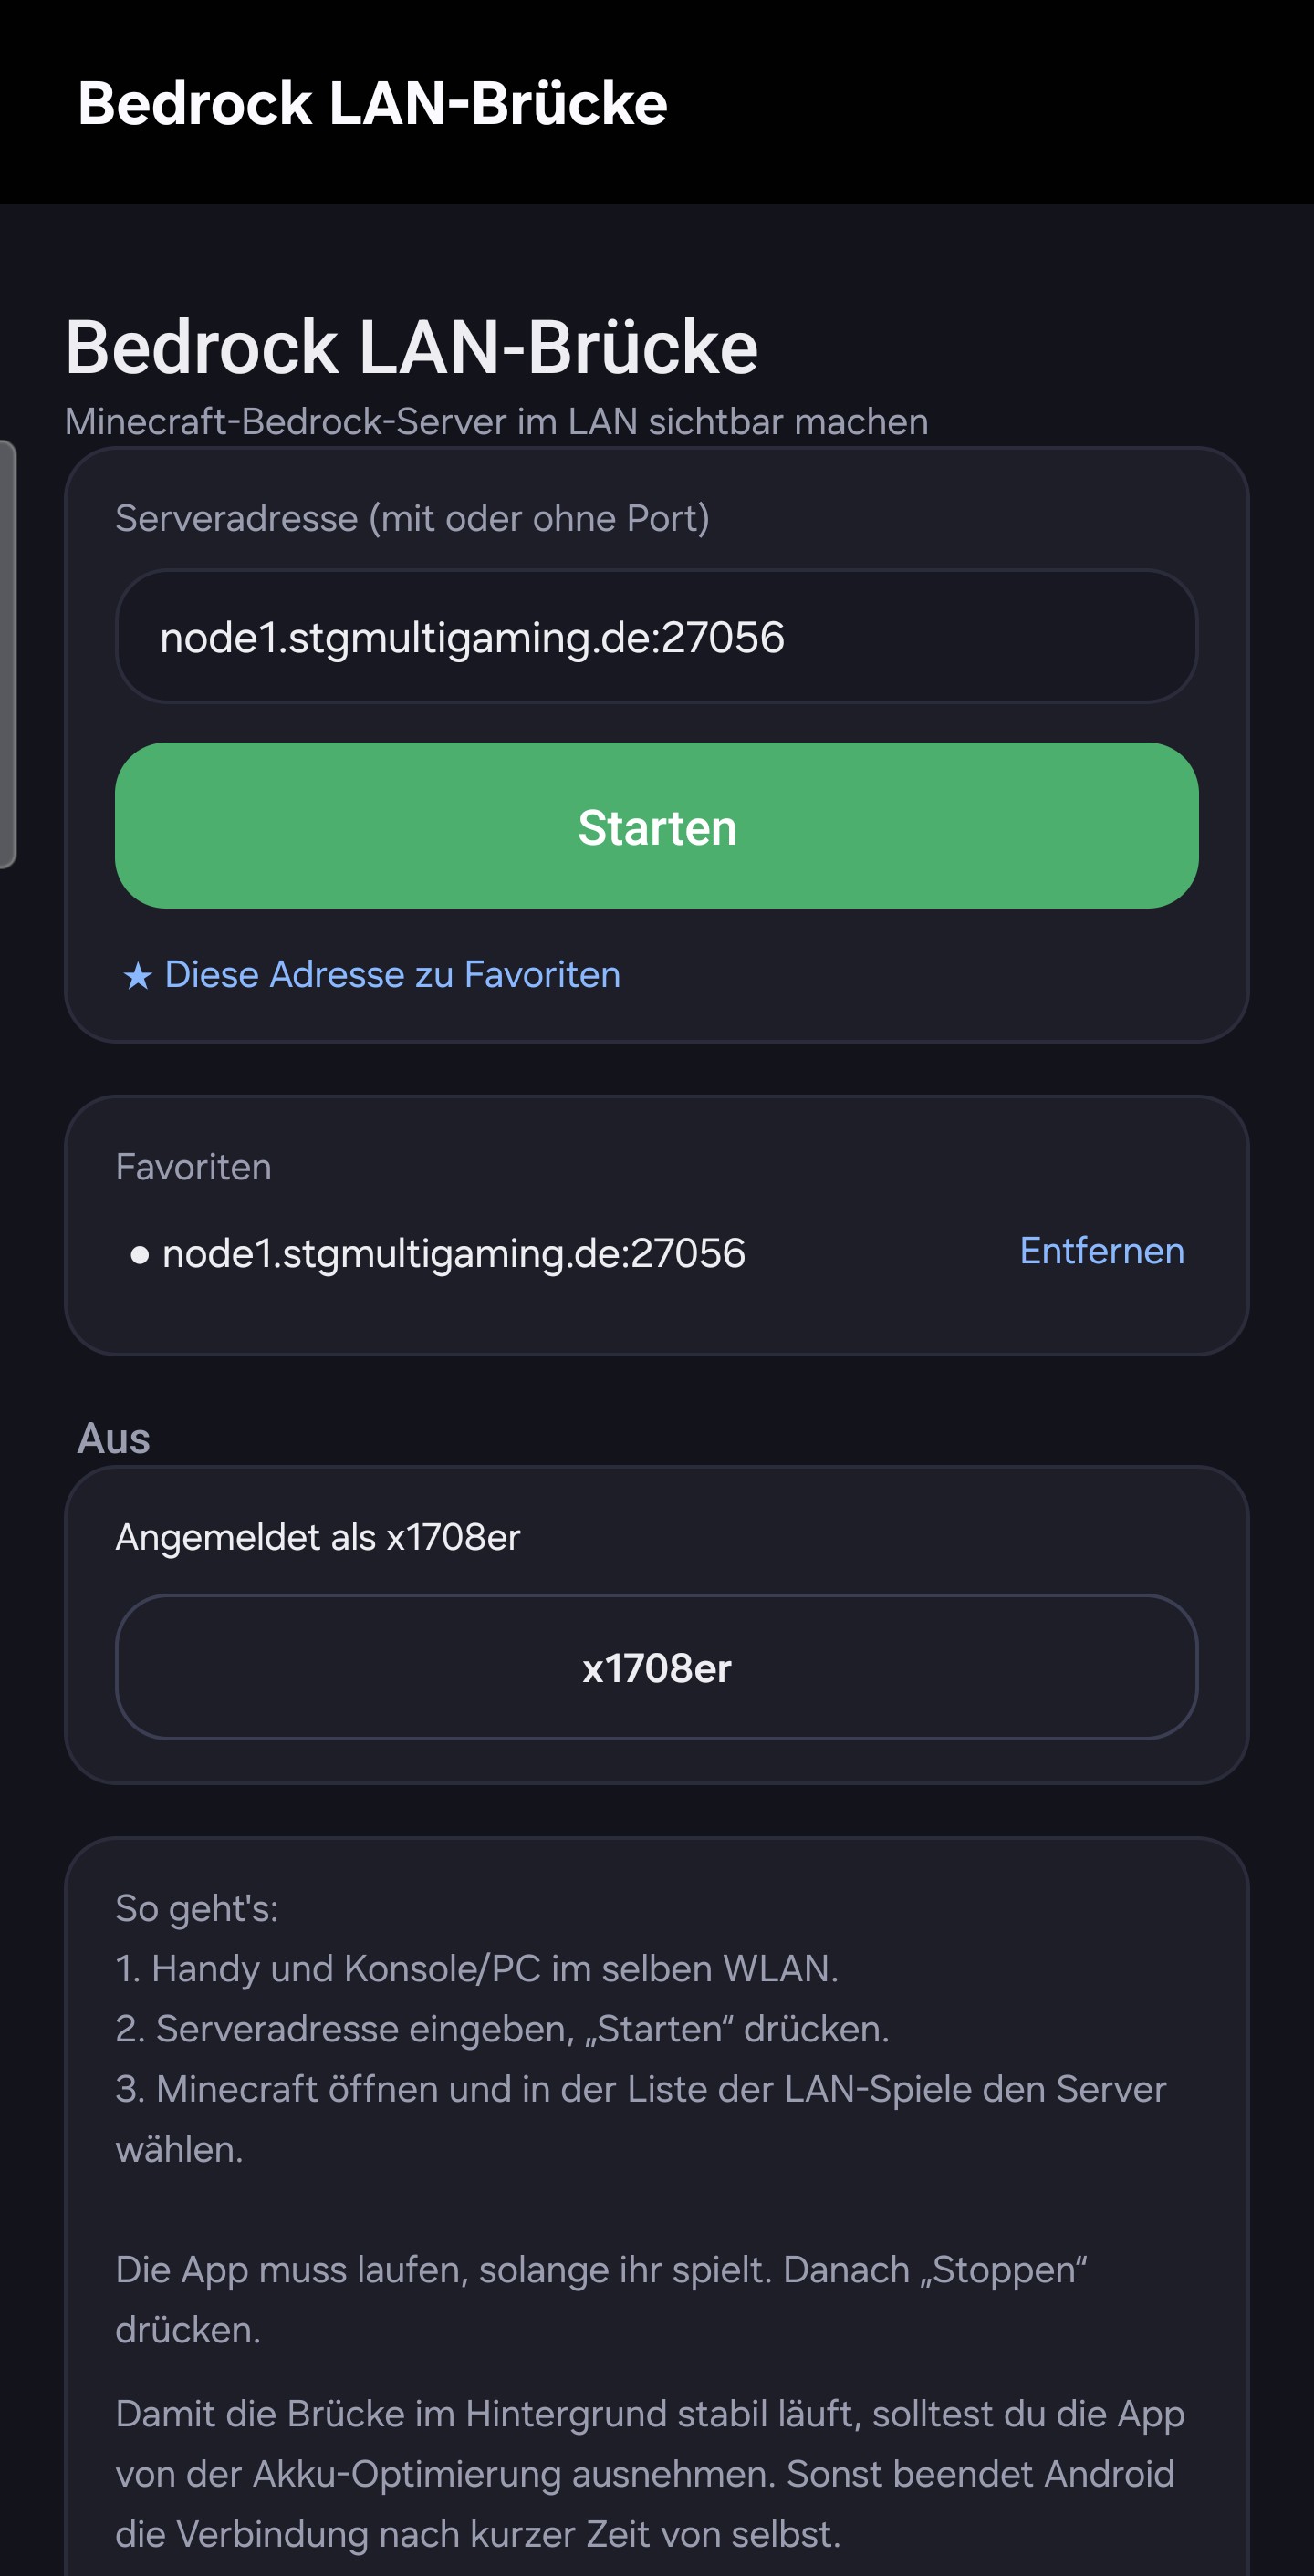 Bedrock LAN-Brücke
Bedrock LAN-Brücke
Minecraft-Bedrock-Server im LAN sichtbar machen
Serveradresse (mit oder ohne Port)
node1.stgmultigaming.de:27056
Starten
★ Diese Adresse zu Favoriten
Favoriten
● node1.stgmultigaming.de:27056
Entfernen
Aus
Angemeldet als x1708er
x1708er
So geht's:
1. Handy und Konsole/PC im selben WLAN.
2. Serveradresse eingeben, „Starten“ drücken.
3. Minecraft öffnen und in der Liste der LAN-Spiele den Server
wählen.
Die App muss laufen, solange ihr spielt. Danach „Stoppen“
drücken.
Damit die Brücke im Hintergrund stabil läuft, solltest du die App
von der Akku-Optimierung ausnehmen. Sonst beendet Android
die Verbindung nach kurzer Zeit von selbst.